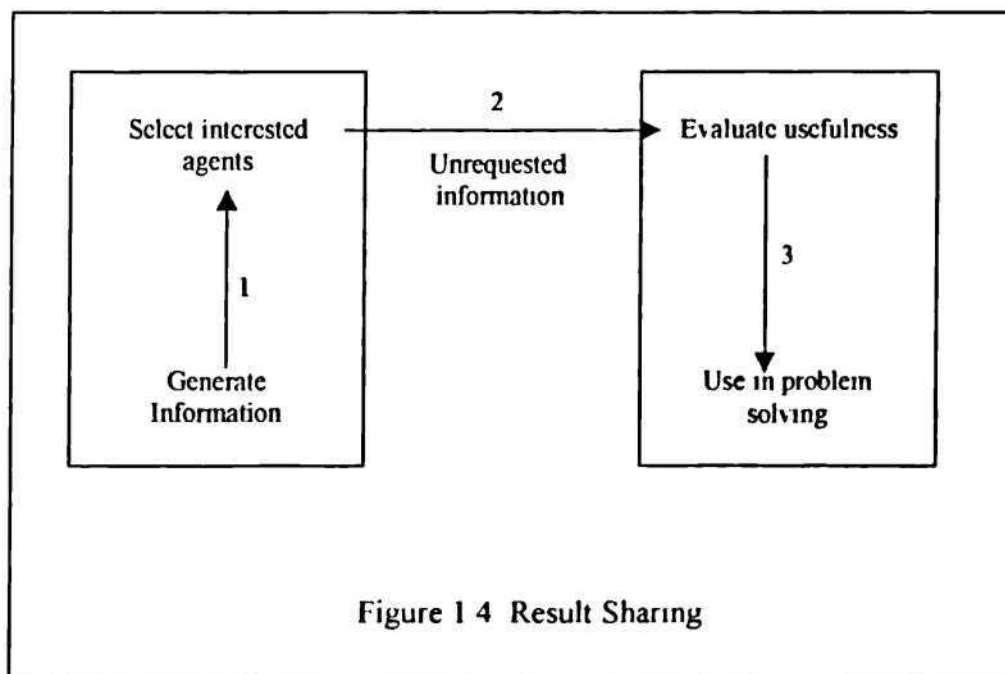 2
Select interested
agents
Evaluate usefulness
Unrequested
information
1
3
Generate
Information
Use in problem
solving
Figure 1 4 Result Sharing